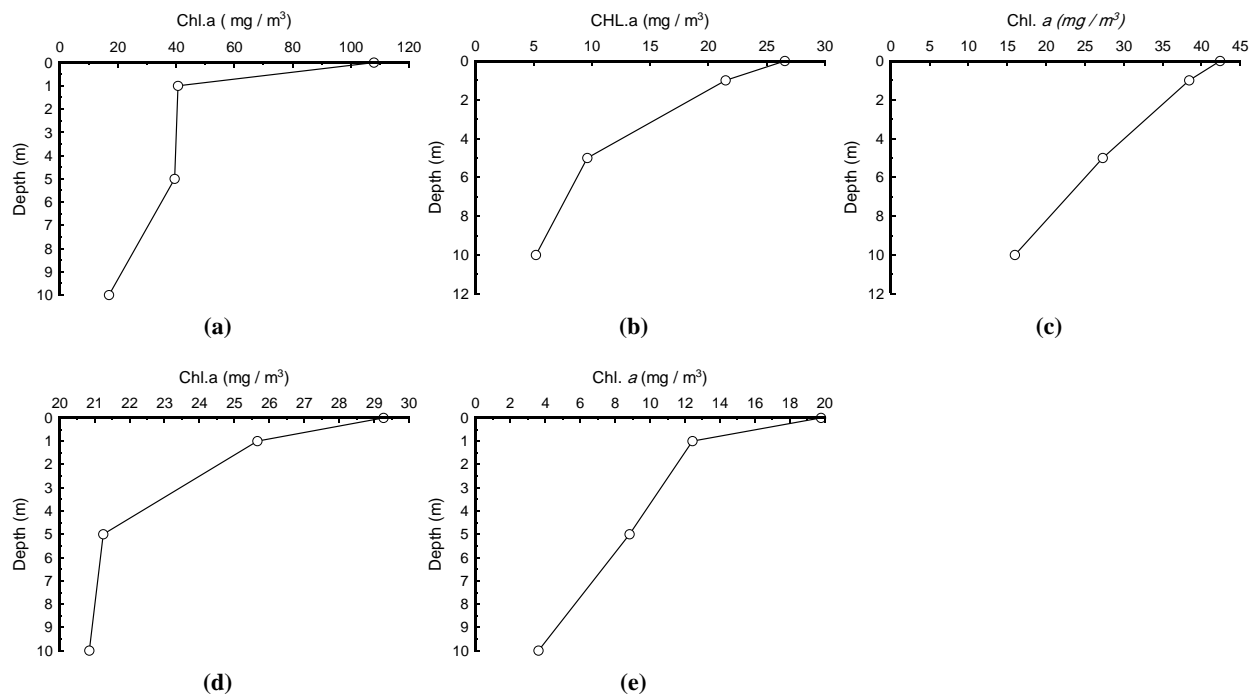 Chl.a ( mg / m³)
0 20 40 60 80 100 120
0
1
2
3
4
5
6
7
8
9
10
Depth (m)
(a)
CHL.a (mg / m³)
0 5 10 15 20 25 30
0
2
4
6
8
10
12
Depth (m)
(b)
Chl. a (mg / m³)
0 5 10 15 20 25 30 35 40 45
0
2
4
6
8
10
12
Depth (m)
(c)
Chl.a (mg / m³)
20 21 22 23 24 25 26 27 28 29 30
0
1
2
3
4
5
6
7
8
9
10
Depth (m)
(d)
Chl. a (mg / m³)
0 2 4 6 8 10 12 14 16 18 20
0
1
2
3
4
5
6
7
8
9
10
Depth (m)
(e)